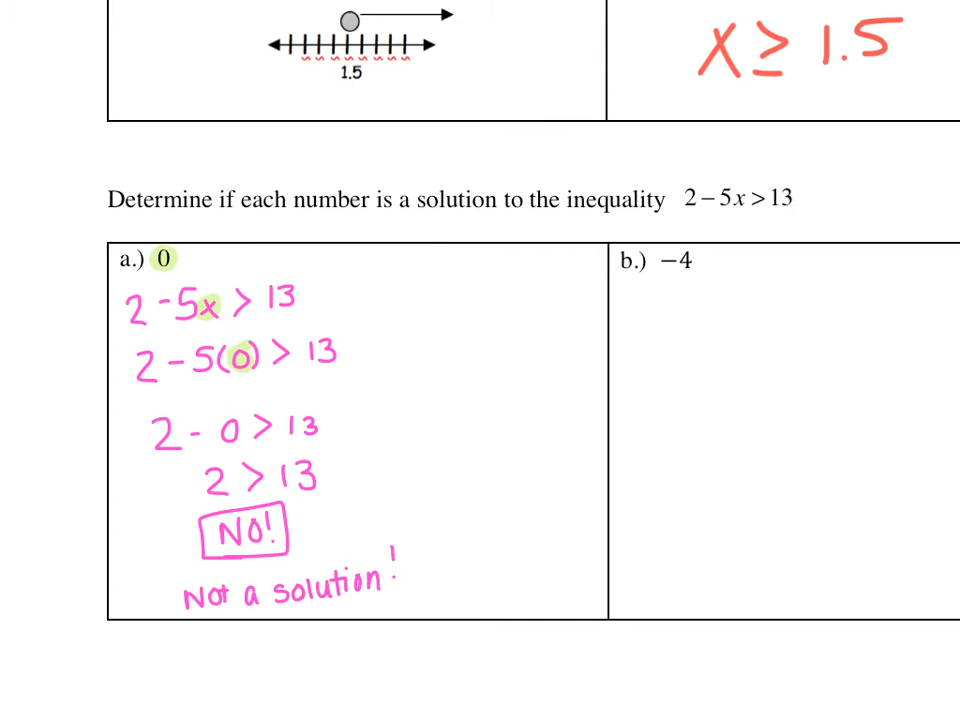 1.5
x ≥ 1.5
Determine if each number is a solution to the inequality 2 − 5x > 13
a.) 0
2 - 5x > 13
2 - 5(0) > 13
2 - 0 > 13
2 > 13
NO!
Not a solution!
b.) −4